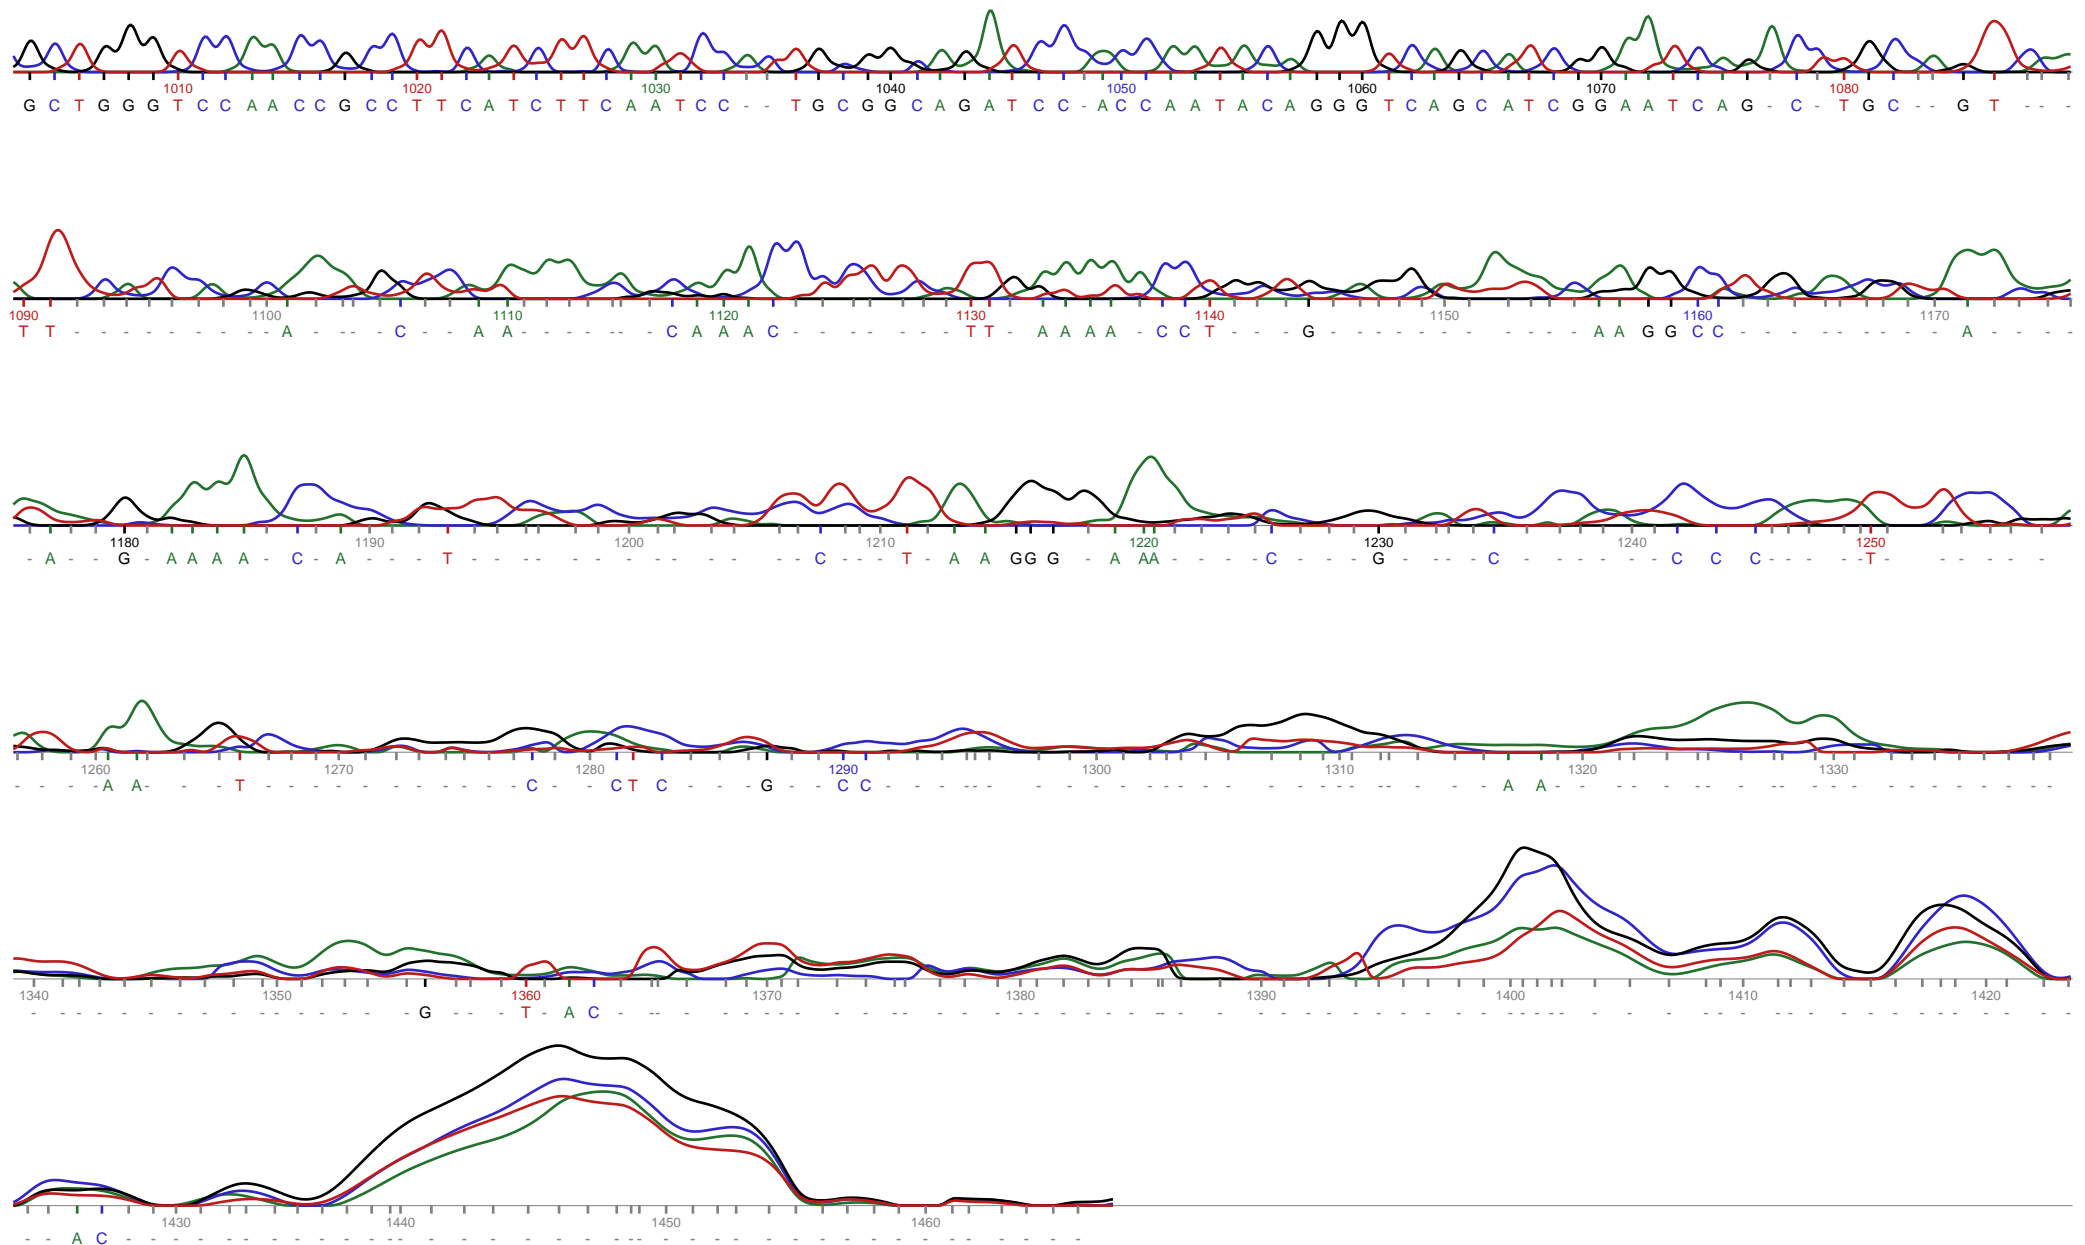 1010 1020 1030 1040 1050 1060 1070 1080
G C T G G G T C C A A C C G C C T T C A T C T T C A A T C C - - T G C G G C A G A T C C - A C C A A T A C A G G G T C A G C A T C G G A A T C A G - C - T G C - - G T - - -
1090 1100 1110 1120 1130 1140 1150 1160 1170
T T - - - - - - - - A - - - C - - A A - - - - - - C A A A C - - - - - - - T T - A A A A - C C T - - - G - - - - - - - - - - - A A G G C C - - - - - - - - - - A - - - -
1180 1190 1200 1210 1220 1230 1240 1250
- A - - G - A A A A - C - A - - - T - - - - - - - - - - - - - - C - - - T - A A G G G - A A A - - - - C - - - G - - - - C - - - - - - - C C C - - - - - T - - - - - -
1260 1270 1280 1290 1300 1310 1320 1330
- - - - A A - - - T - - - - - - - - - - - C - - C T C - - - G - - C C - - - - - - - - - - - - - - - - - - - - - - - - - - - A A - - - - - - - - - - - - - - - - - - - -
1340 1350 1360 1370 1380 1390 1400 1410 1420
- - - - - - - - - - - - - - - - G - - - T - A C - - - - - - - - - - - - - - - - - - - - - - - - - - - - - - - - - - - - - - - - - - - - - - - - - - - - - - - - - -
1430 1440 1450 1460
- - A C - - - - - - - - - - - - - - - - - - - - - - - - - - - - - - - - - - - - - - -